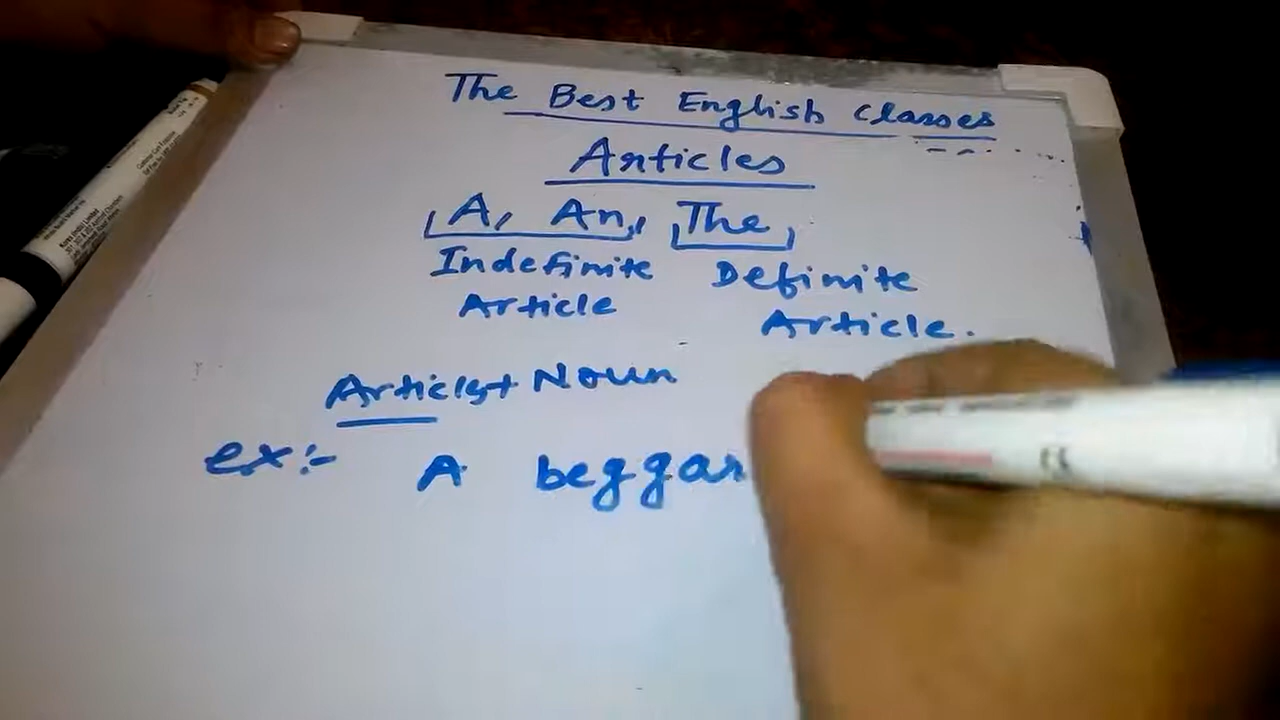 The Best English Classes
Articles
A, An, The,
Indefinite Article
Definite Article.
Article+ Noun
ex:- A beggar